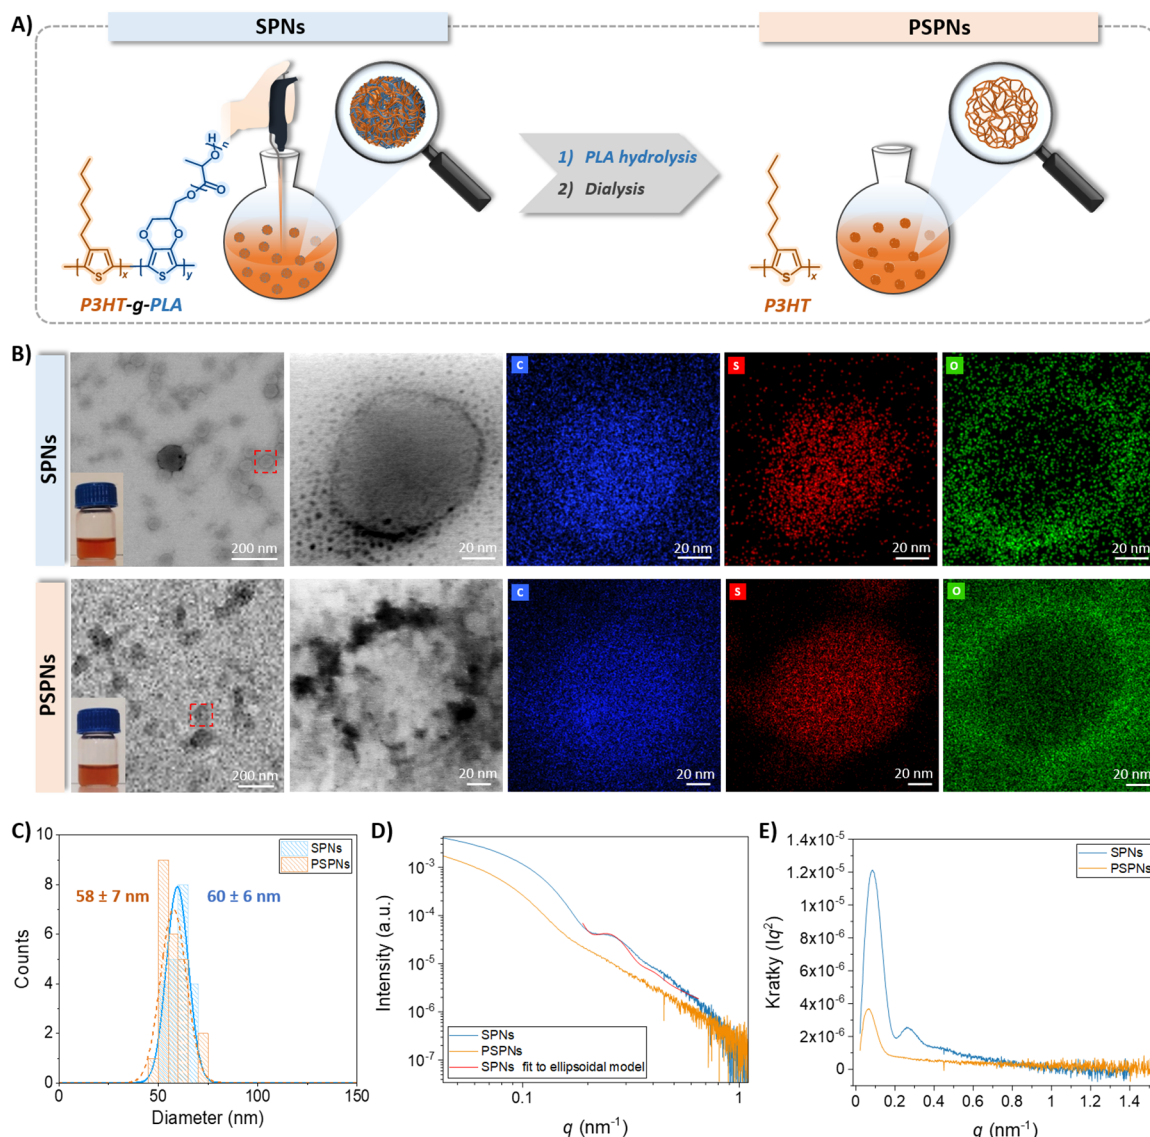 A)
SPNs
PSPNs
1) PLA hydrolysis
2) Dialysis
H
O
n
O
O
O
O
S
x
S
y
P3HT-g-PLA
S
x
P3HT
B)
SPNs
200 nm
20 nm
C
20 nm
S
20 nm
O
20 nm
PSPNs
200 nm
20 nm
C
20 nm
S
20 nm
O
20 nm
C)
10
8
6
4
2
0
Counts
SPNs
PSPNs
58 ± 7 nm
60 ± 6 nm
0
50
100
150
Diameter (nm)
D)
10⁻³
10⁻⁴
10⁻⁵
10⁻⁶
10⁻⁷
Intensity (a.u.)
SPNs
PSPNs
SPNs fit to ellipsoidal model
0.1
1
q (nm⁻¹)
E)
1.4x10⁻⁵
1.2x10⁻⁵
1x10⁻⁵
8x10⁻⁶
6x10⁻⁶
4x10⁻⁶
2x10⁻⁶
0
Kratky (Iq²)
SPNs
PSPNs
0
0.2
0.4
0.6
0.8
1
1.2
1.4
q (nm⁻¹)